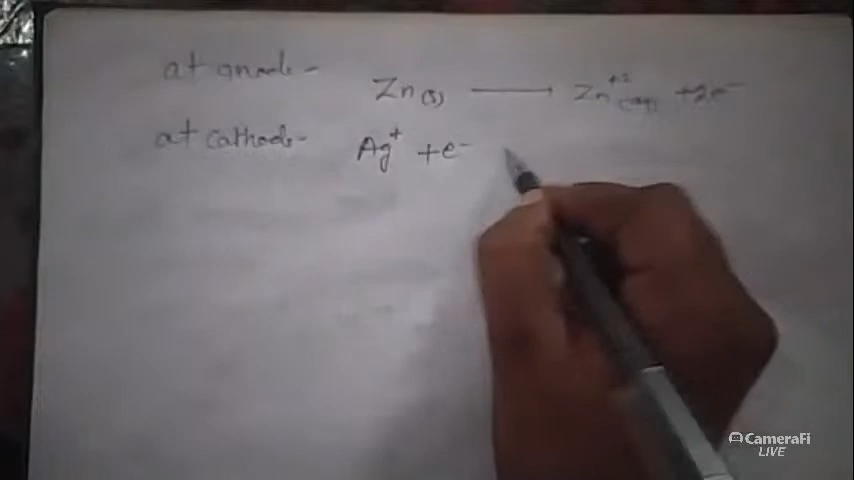 at anode-
Zn(s) ⟶ Zn⁺²(aq) +2e⁻
at cathode-
Ag⁺ +e⁻
CameraFi
LIVE